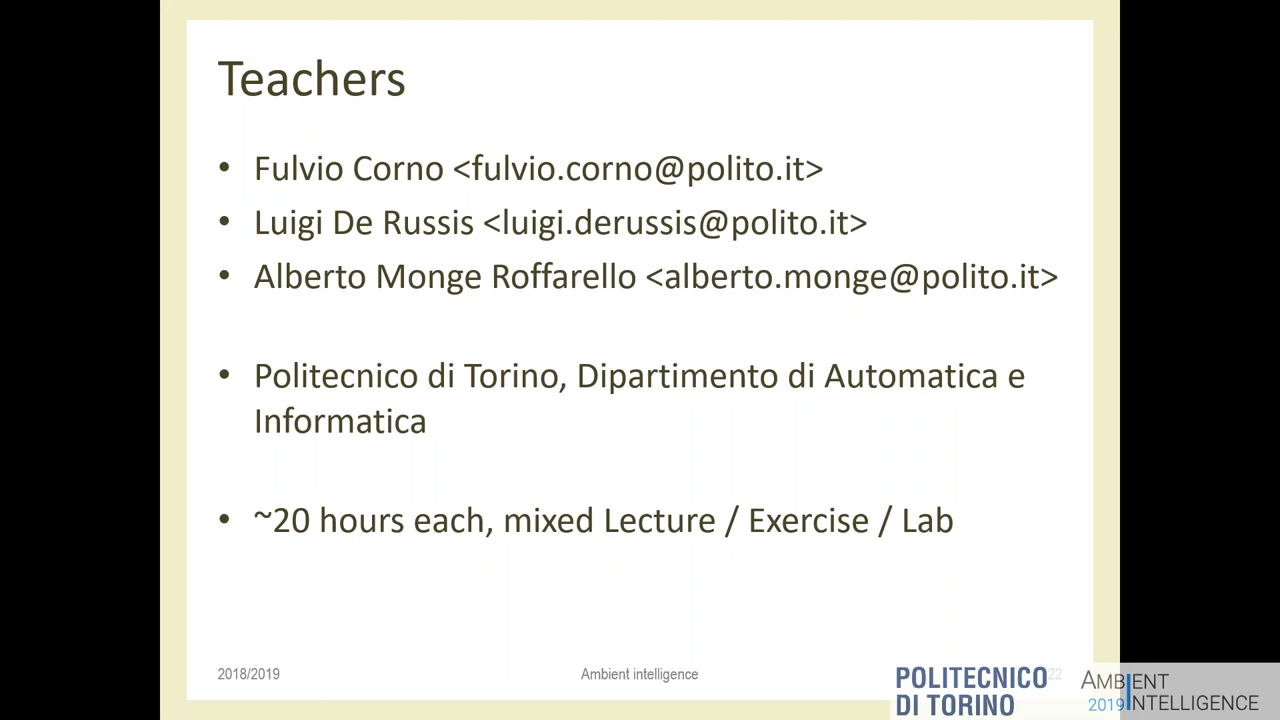 Teachers
• Fulvio Corno <fulvio.corno@polito.it>
• Luigi De Russis <luigi.derussis@polito.it>
• Alberto Monge Roffarello <alberto.monge@polito.it>
• Politecnico di Torino, Dipartimento di Automatica e
Informatica
• ~20 hours each, mixed Lecture / Exercise / Lab
2018/2019
Ambient intelligence
22
POLITECNICO
DI TORINO
AMBIENT
2019 INTELLIGENCE